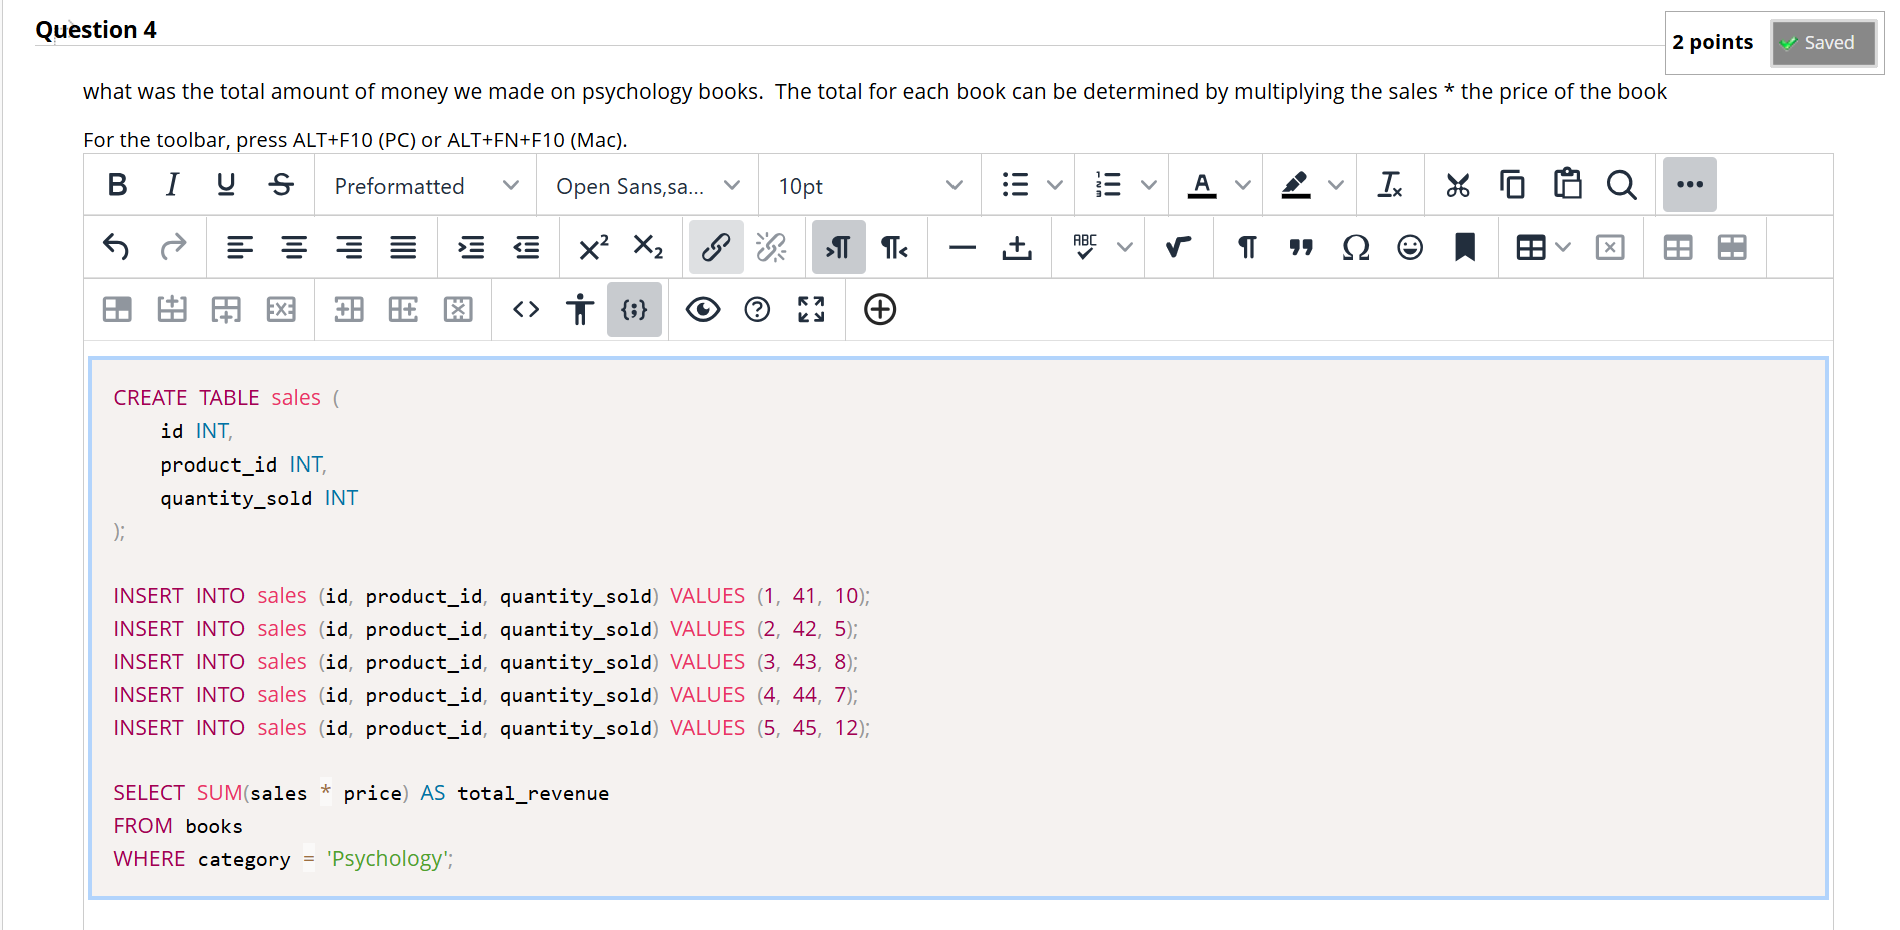 Question 4
2 points
Saved
what was the total amount of money we made on psychology books.  The total for each book can be determined by multiplying the sales * the price of the book
For the toolbar, press ALT+F10 (PC) or ALT+FN+F10 (Mac).
B I U S Preformatted Open Sans,sa... 10pt
CREATE TABLE sales (
    id INT,
    product_id INT,
    quantity_sold INT
);
INSERT INTO sales (id, product_id, quantity_sold) VALUES (1, 41, 10);
INSERT INTO sales (id, product_id, quantity_sold) VALUES (2, 42, 5);
INSERT INTO sales (id, product_id, quantity_sold) VALUES (3, 43, 8);
INSERT INTO sales (id, product_id, quantity_sold) VALUES (4, 44, 7);
INSERT INTO sales (id, product_id, quantity_sold) VALUES (5, 45, 12);
SELECT SUM(sales * price) AS total_revenue
FROM books
WHERE category = 'Psychology';